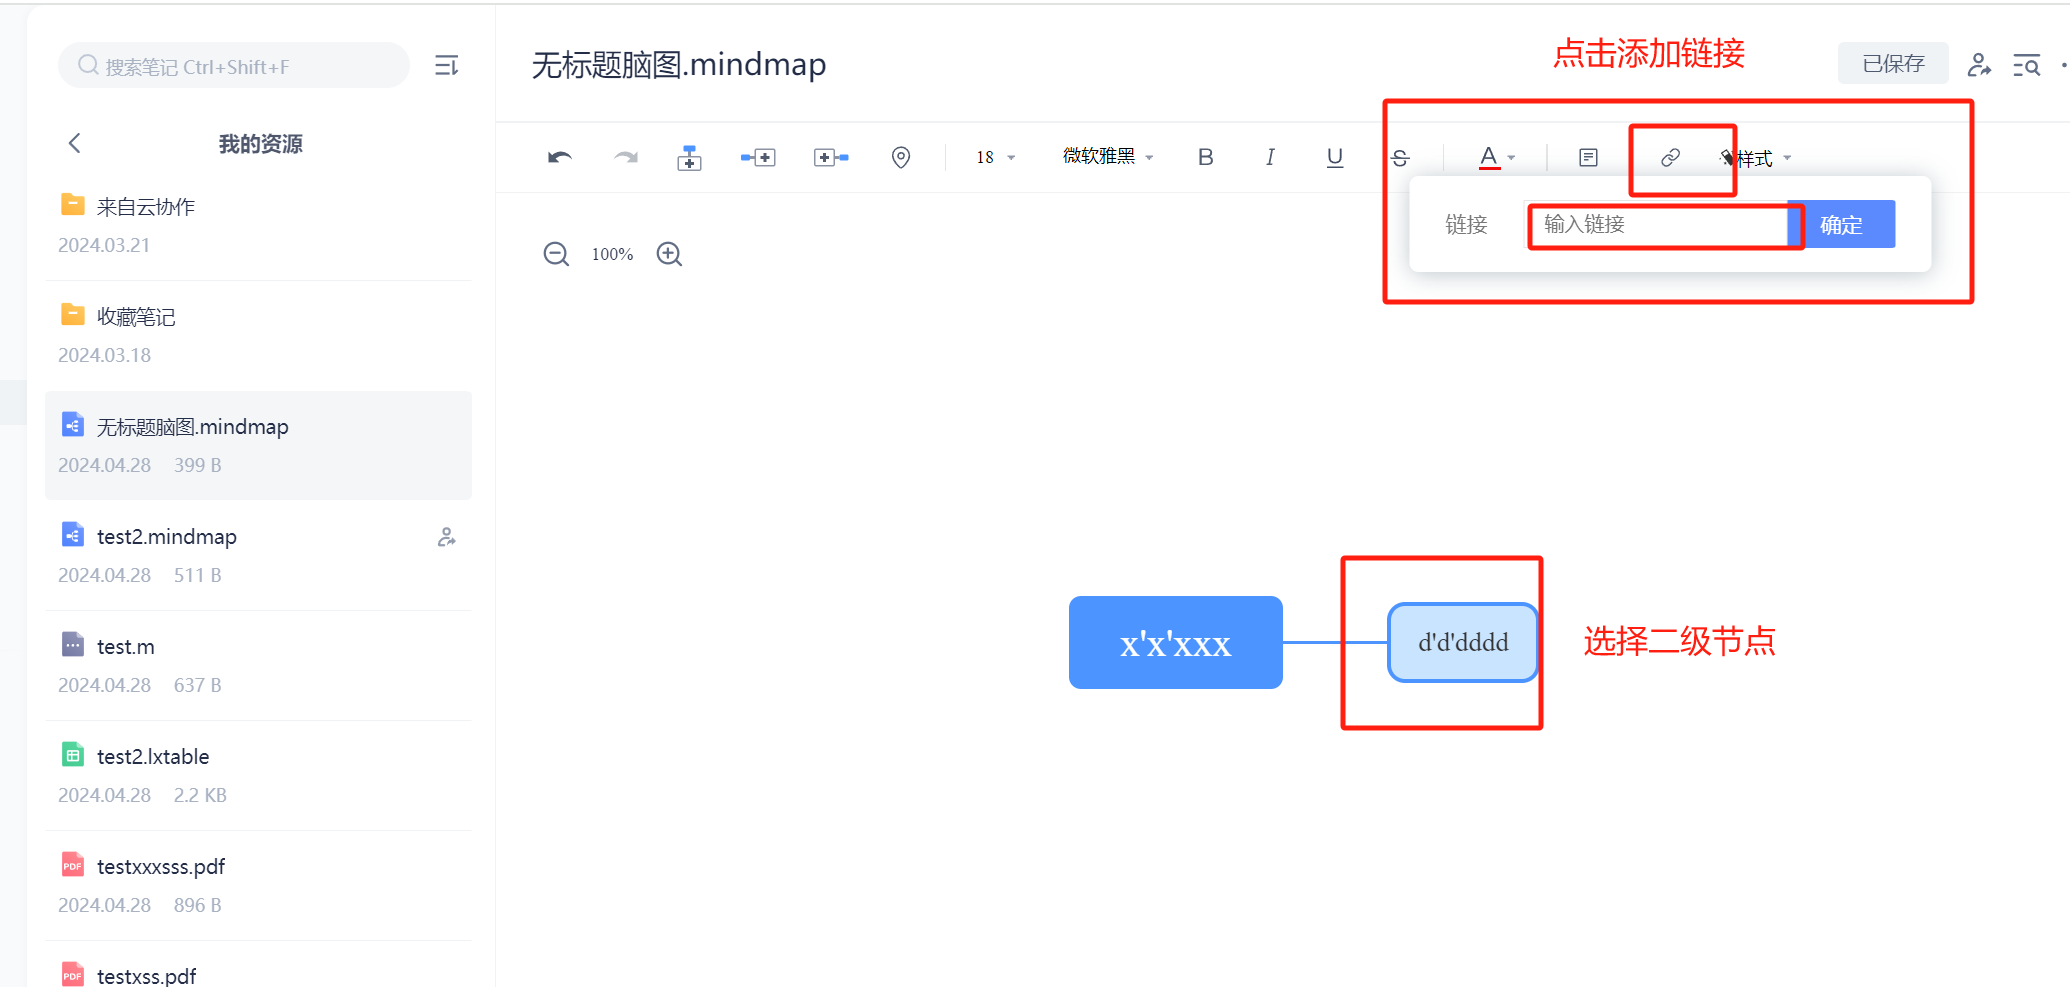 搜索笔记 Ctrl+Shift+F
我的资源
来自云协作
2024.03.21
收藏笔记
2024.03.18
无标题脑图.mindmap
2024.04.28 399 B
test2.mindmap
2024.04.28 511 B
test.m
2024.04.28 637 B
test2.lxtable
2024.04.28 2.2 KB
testxxxsss.pdf
2024.04.28 896 B
testxss.pdf
无标题脑图.mindmap
点击添加链接
已保存
18 微软雅黑 B I U S A 样式
链接 输入链接 确定
100%
x'x'xxx
d'd'dddd
选择二级节点